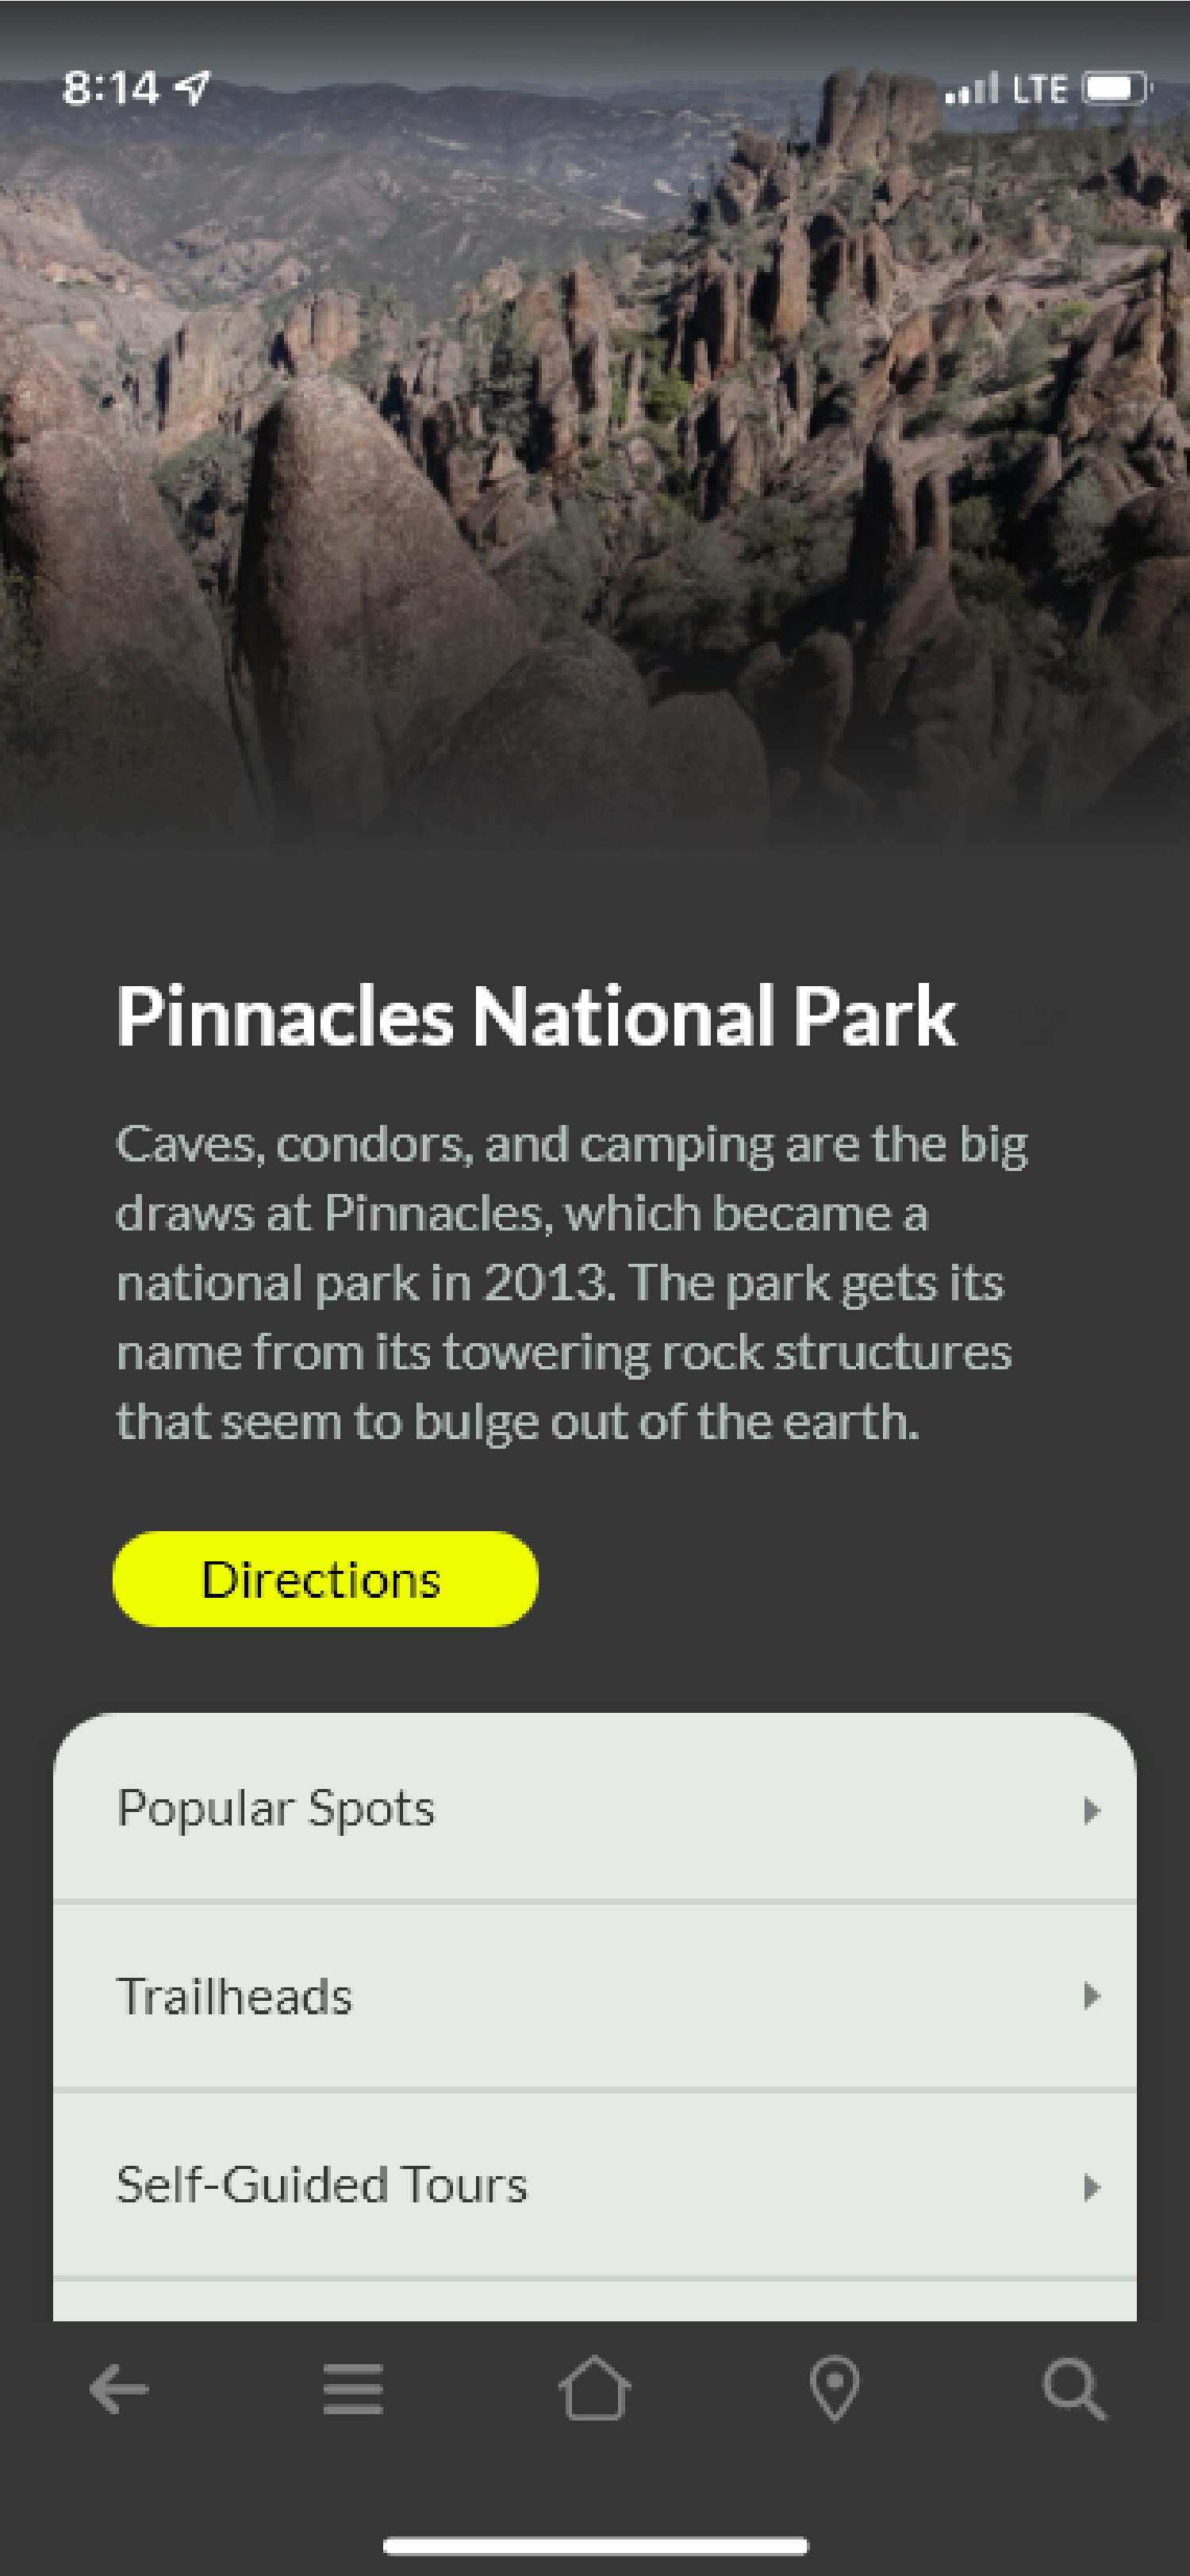 8:14 LTE
Pinnacles National Park
Caves, condors, and camping are the big
draws at Pinnacles, which became a
national park in 2013. The park gets its
name from its towering rock structures
that seem to bulge out of the earth.
Directions
Popular Spots
Trailheads
Self-Guided Tours